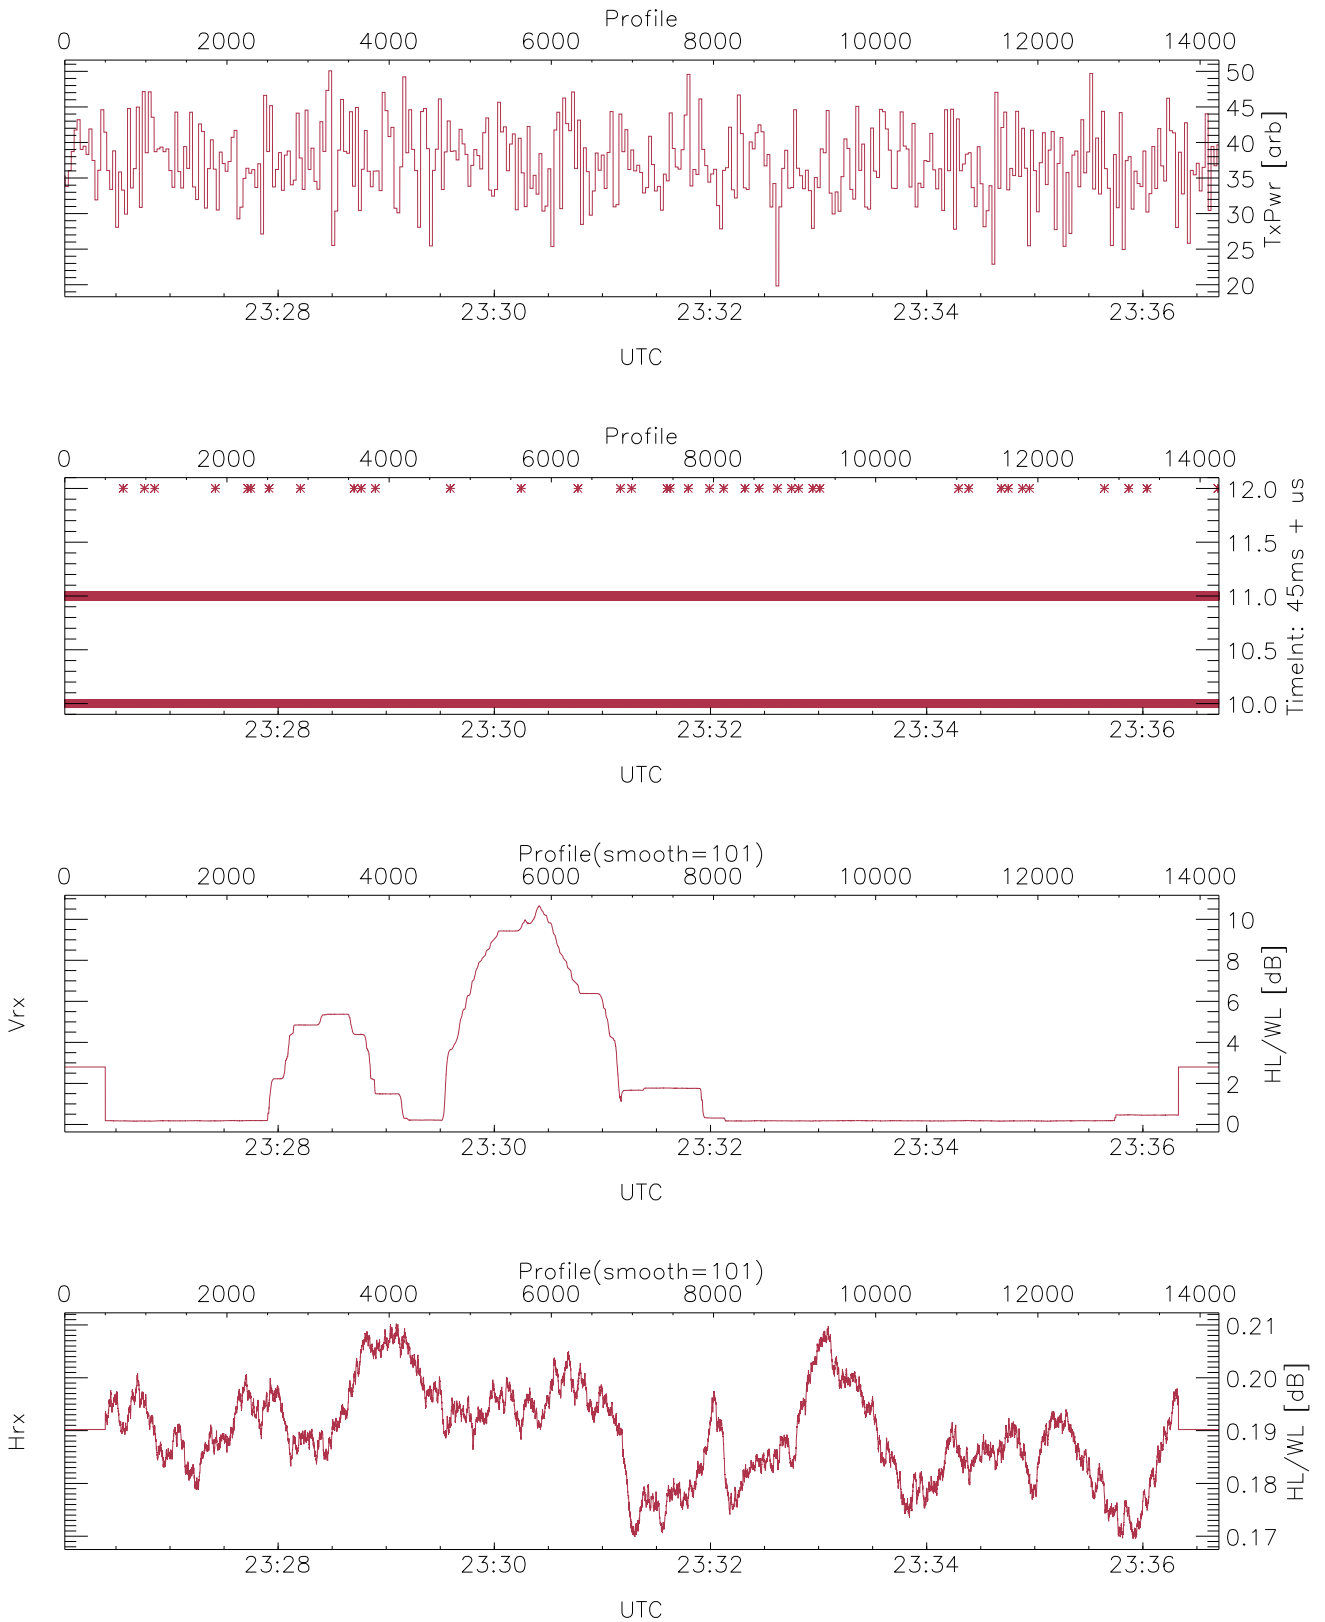 Profile
0 2000 4000 6000 8000 10000 12000 14000
50
45
40
35
30
25
20
TxPwr [arb]
23:28 23:30 23:32 23:34 23:36
UTC
Profile
0 2000 4000 6000 8000 10000 12000 14000
12.0
11.5
11.0
10.5
10.0
TimeInt: 45ms + us
23:28 23:30 23:32 23:34 23:36
UTC
Profile(smooth=101)
0 2000 4000 6000 8000 10000 12000 14000
Vrx
10
8
6
4
2
0
HL/WL [dB]
23:28 23:30 23:32 23:34 23:36
UTC
Profile(smooth=101)
0 2000 4000 6000 8000 10000 12000 14000
Hrx
0.21
0.20
0.19
0.18
0.17
HL/WL [dB]
23:28 23:30 23:32 23:34 23:36
UTC